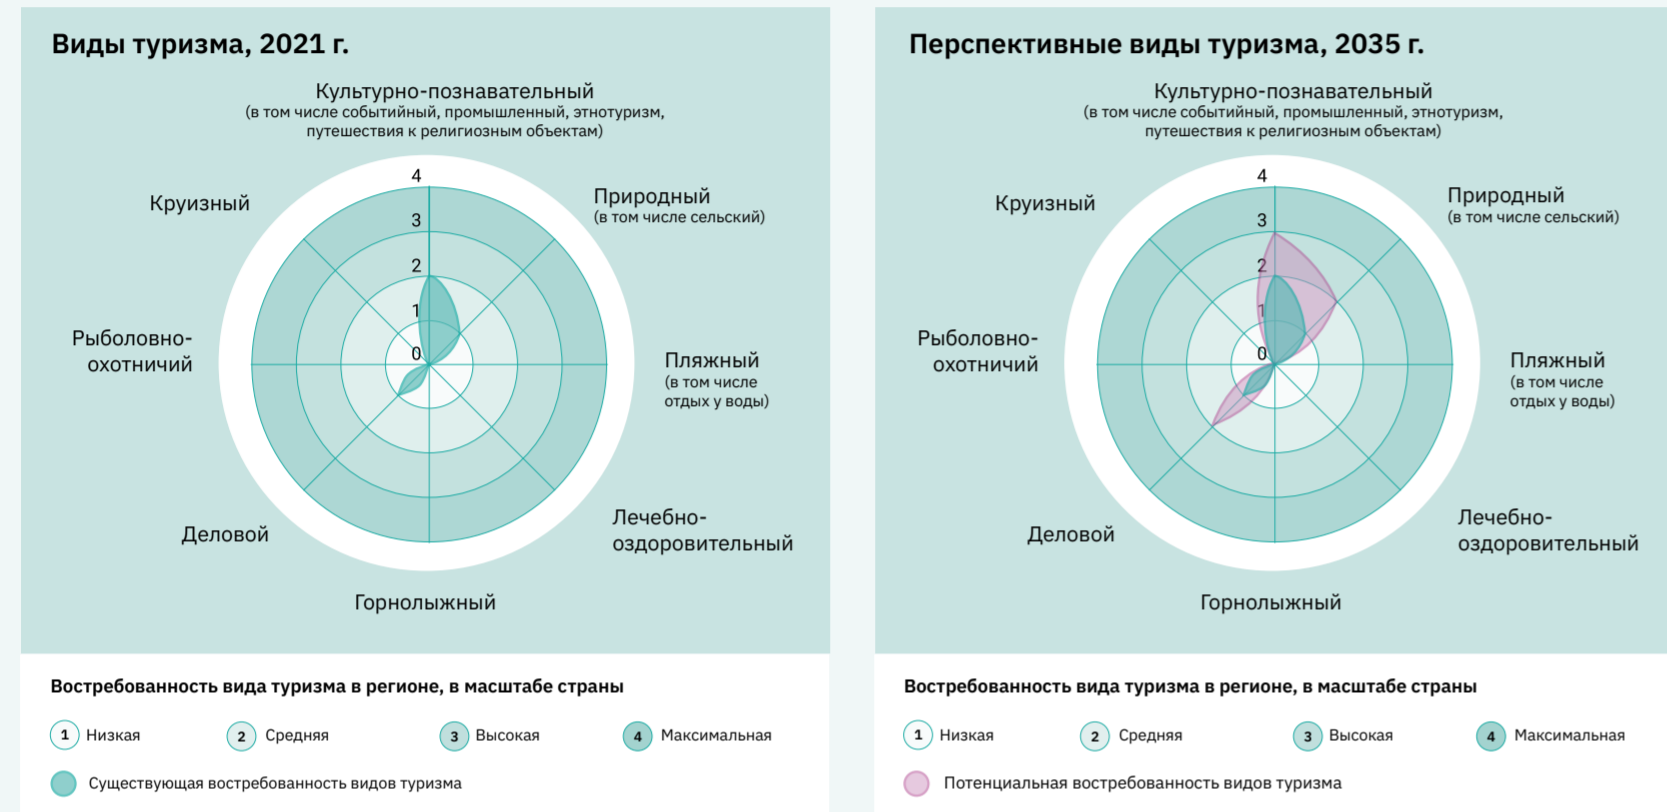 Виды туризма, 2021 г.
Культурно-познавательный
(в том числе событийный, промышленный, этнотуризм,
путешествия к религиозным объектам)
Круизный
4
3
2
1
0
Природный
(в том числе сельский)
Рыболовно-
охотничий
Пляжный
(в том числе
отдых у воды)
Деловой
Лечебно-
оздоровительный
Горнолыжный
Востребованность вида туризма в регионе, в масштабе страны
1 Низкая
2 Средняя
3 Высокая
4 Максимальная
Существующая востребованность видов туризма
Перспективные виды туризма, 2035 г.
Культурно-познавательный
(в том числе событийный, промышленный, этнотуризм,
путешествия к религиозным объектам)
Круизный
4
3
2
1
0
Природный
(в том числе сельский)
Рыболовно-
охотничий
Пляжный
(в том числе
отдых у воды)
Деловой
Лечебно-
оздоровительный
Горнолыжный
Востребованность вида туризма в регионе, в масштабе страны
1 Низкая
2 Средняя
3 Высокая
4 Максимальная
Потенциальная востребованность видов туризма